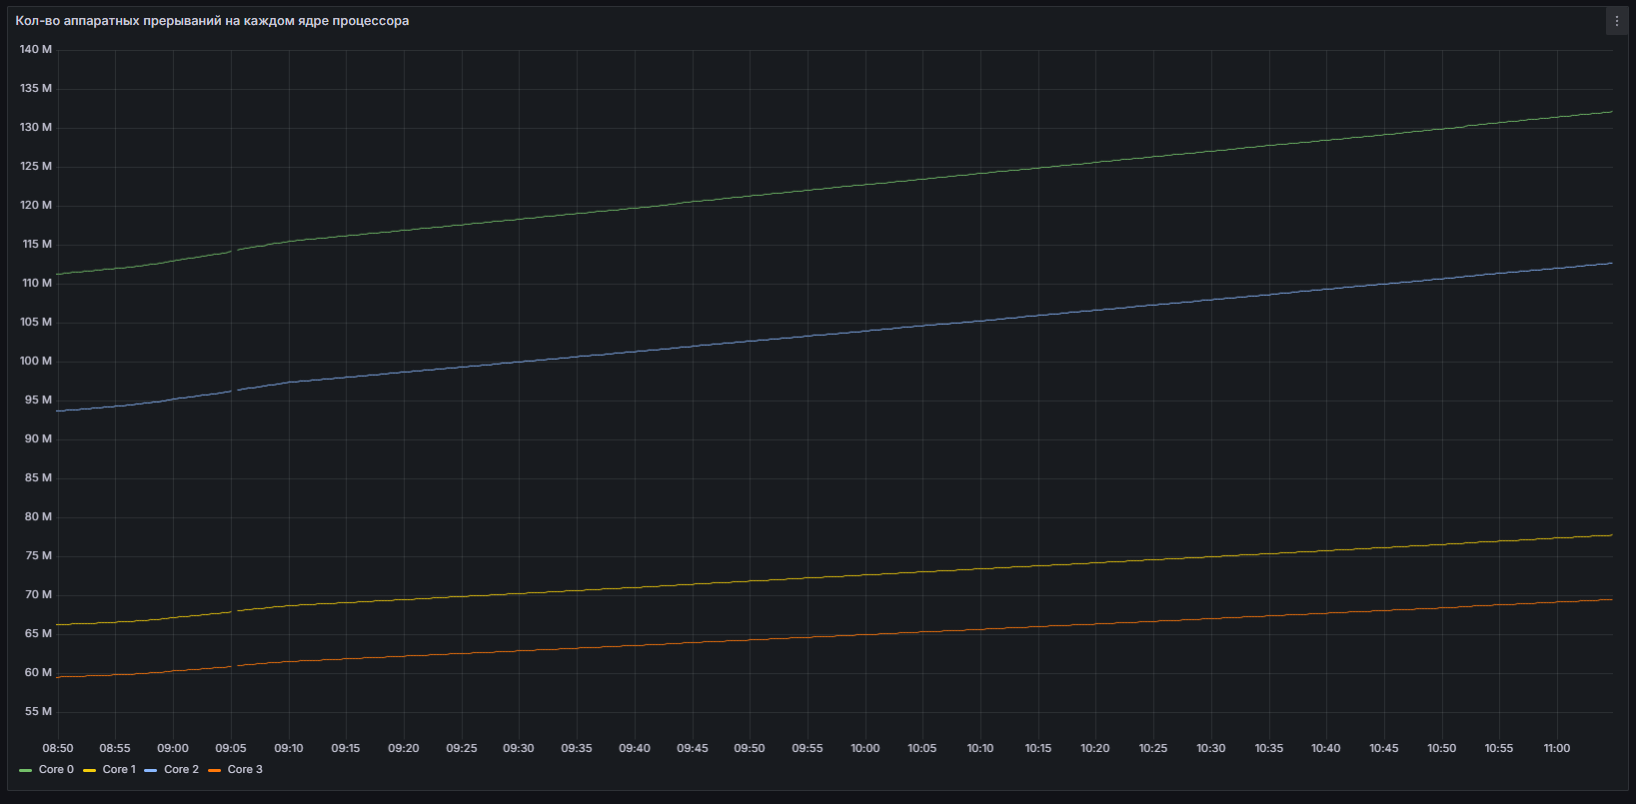 Кол-во аппаратных прерываний на каждом ядре процессора
140 M
135 M
130 M
125 M
120 M
115 M
110 M
105 M
100 M
95 M
90 M
85 M
80 M
75 M
70 M
65 M
60 M
55 M
08:50 08:55 09:00 09:05 09:10 09:15 09:20 09:25 09:30 09:35 09:40 09:45 09:50 09:55 10:00 10:05 10:10 10:15 10:20 10:25 10:30 10:35 10:40 10:45 10:50 10:55 11:00
Core 0 Core 1 Core 2 Core 3